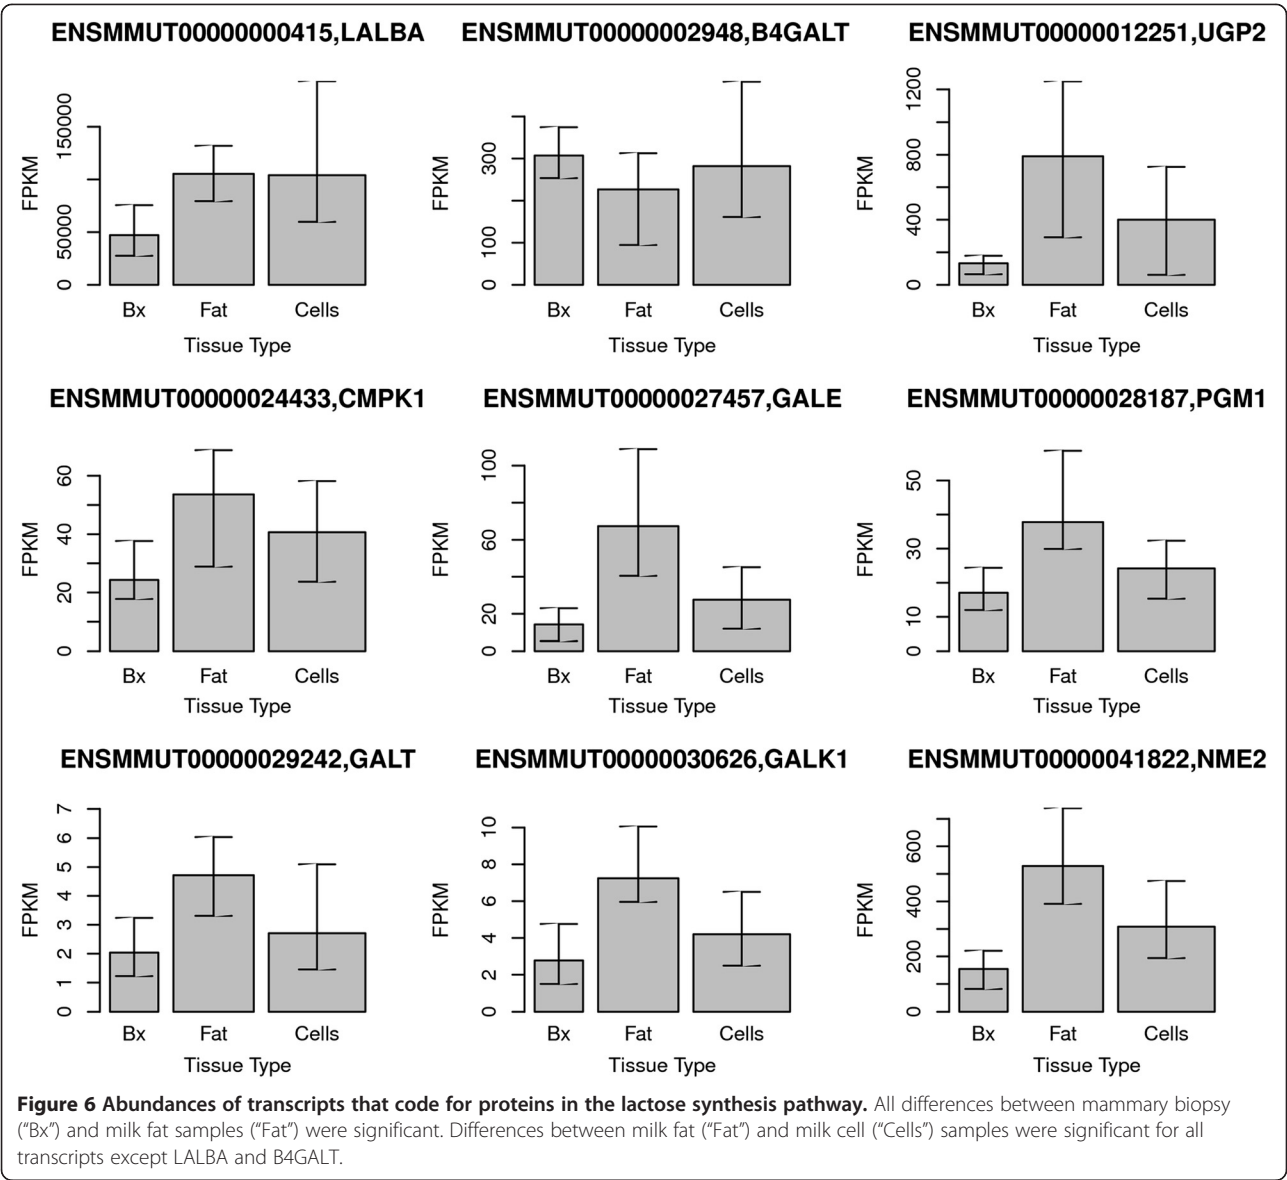 ENSMMUT00000000415,LALBA
FPKM
0
50000
150000
Bx Fat Cells
Tissue Type
ENSMMUT00000002948,B4GALT
FPKM
0
100
300
Bx Fat Cells
Tissue Type
ENSMMUT00000012251,UGP2
FPKM
0
400
800
1200
Bx Fat Cells
Tissue Type
ENSMMUT00000024433,CMPK1
FPKM
0
20
40
60
Bx Fat Cells
Tissue Type
ENSMMUT00000027457,GALE
FPKM
0
20
60
100
Bx Fat Cells
Tissue Type
ENSMMUT00000028187,PGM1
FPKM
0
10
30
50
Bx Fat Cells
Tissue Type
ENSMMUT00000029242,GALT
FPKM
0
1
2
3
4
5
6
7
Bx Fat Cells
Tissue Type
ENSMMUT00000030626,GALK1
FPKM
0
2
4
6
8
10
Bx Fat Cells
Tissue Type
ENSMMUT00000041822,NME2
FPKM
0
200
400
600
Bx Fat Cells
Tissue Type
Figure 6 Abundances of transcripts that code for proteins in the lactose synthesis pathway. All differences between mammary biopsy
(“Bx”) and milk fat samples (“Fat”) were significant. Differences between milk fat (“Fat”) and milk cell (“Cells”) samples were significant for all
transcripts except LALBA and B4GALT.